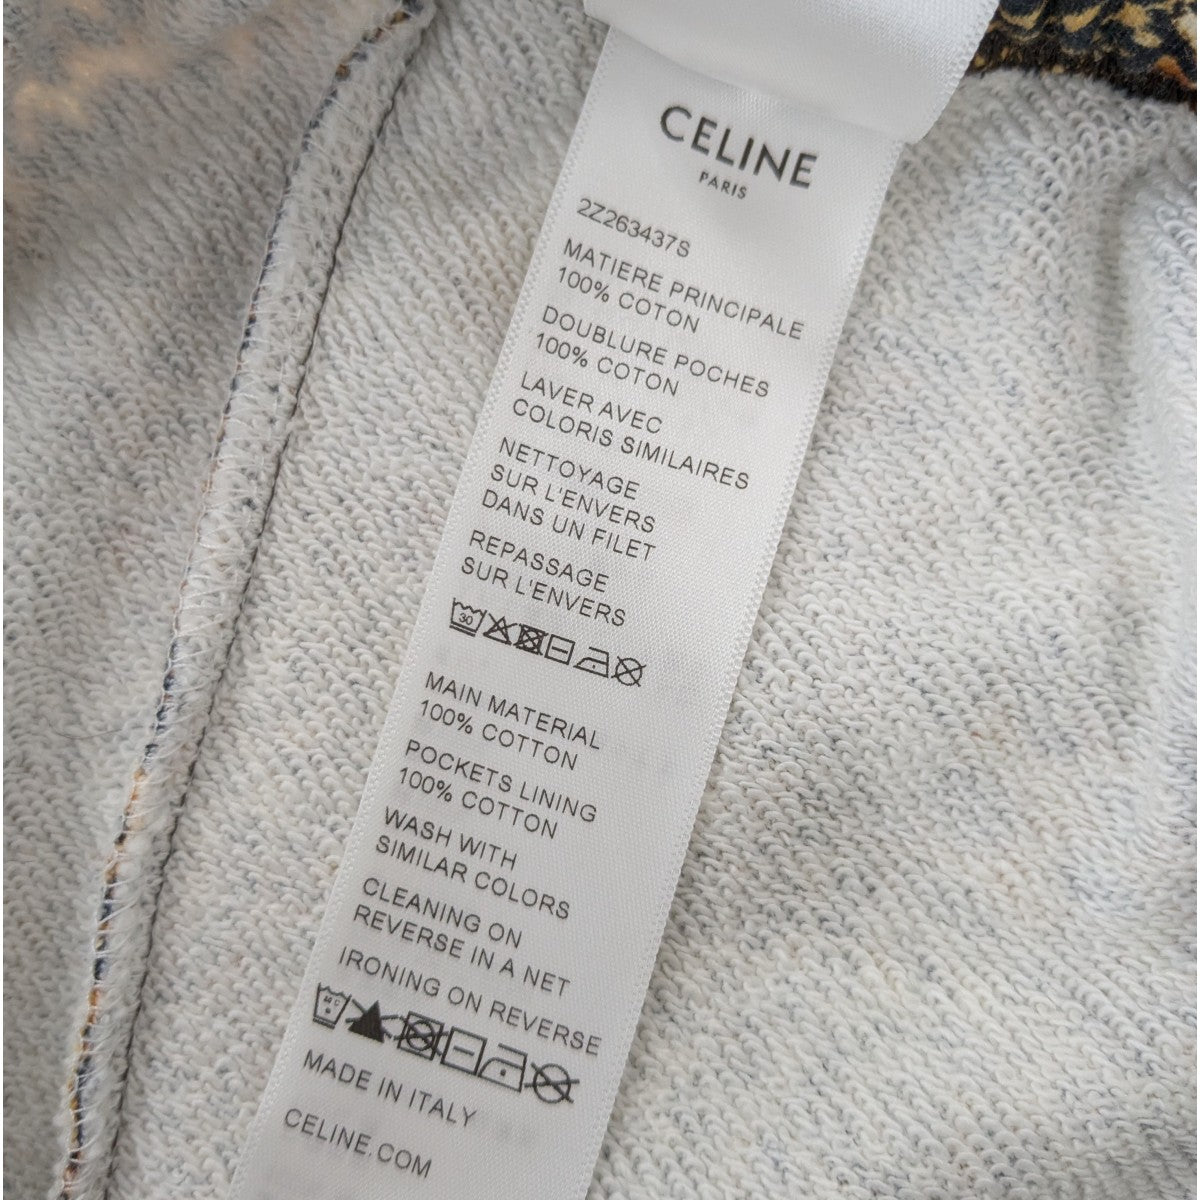 CELINE
PARIS
2Z263437S
MATIERE PRINCIPALE
100% COTON
DOUBLURE POCHES
100% COTON
LAVER AVEC
COLORIS SIMILAIRES
NETTOYAGE
SUR L'ENVERS
DANS UN FILET
REPASSAGE
SUR L'ENVERS
30
MAIN MATERIAL
100% COTTON
POCKETS LINING
100% COTTON
WASH WITH
SIMILAR COLORS
CLEANING ON
REVERSE IN A NET
IRONING ON REVERSE
MADE IN ITALY
CELINE.COM